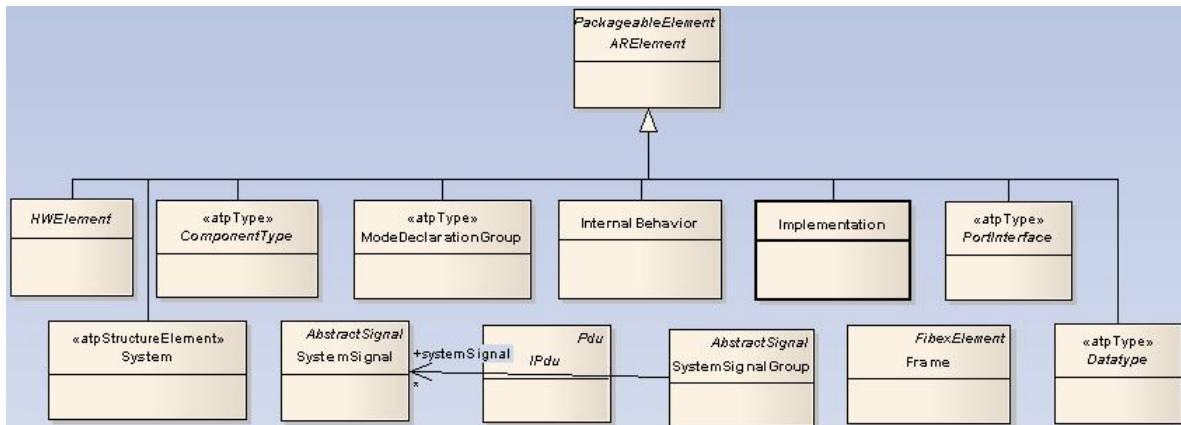 PackageableElement
ARElement
HWElement
«atpType»
ComponentType
«atpType»
ModeDeclarationGroup
Internal Behavior
Implementation
«atpType»
PortInterface
«atpStructureElement»
System
AbstractSignal
SystemSignal
+systemSignal
*
Pdu
IPdu
AbstractSignal
SystemSignalGroup
FibexElement
Frame
«atpType»
Datatype